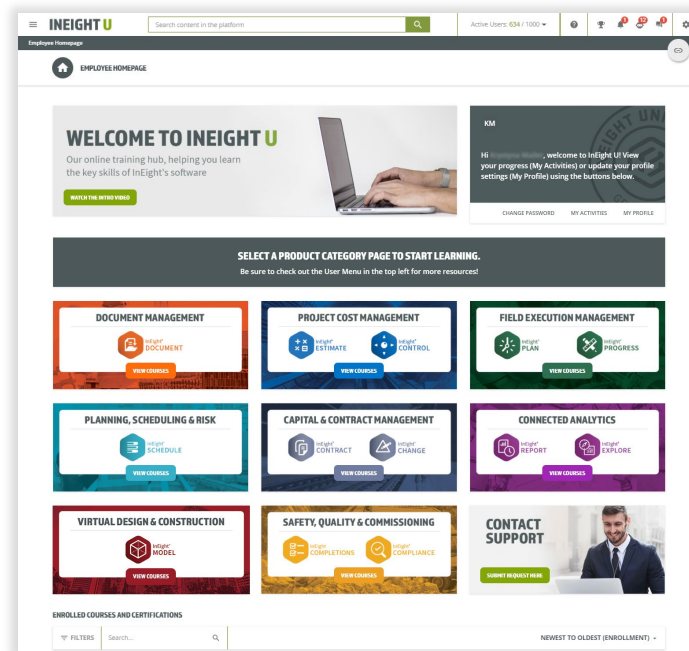 INEIGHT U
Search content in the platform
Active Users: 634 / 1000
Employee Homepage
EMPLOYEE HOMEPAGE
WELCOME TO INEIGHT U
Our online training hub, helping you learn
the key skills of InEight's software
WATCH THE INTRO VIDEO
KM
Hi , welcome to InEight U! View
your progress (My Activities) or update your profile
settings (My Profile) using the buttons below.
CHANGE PASSWORD MY ACTIVITIES MY PROFILE
SELECT A PRODUCT CATEGORY PAGE TO START LEARNING.
Be sure to check out the User Menu in the top left for more resources!
DOCUMENT MANAGEMENT
InEight®
DOCUMENT
VIEW COURSES
PROJECT COST MANAGEMENT
InEight® InEight®
ESTIMATE CONTROL
VIEW COURSES
FIELD EXECUTION MANAGEMENT
InEight® InEight®
PLAN PROGRESS
VIEW COURSES
PLANNING, SCHEDULING & RISK
InEight®
SCHEDULE
VIEW COURSES
CAPITAL & CONTRACT MANAGEMENT
InEight® InEight®
CONTRACT CHANGE
VIEW COURSES
CONNECTED ANALYTICS
InEight® InEight®
REPORT EXPLORE
VIEW COURSES
VIRTUAL DESIGN & CONSTRUCTION
InEight®
MODEL
VIEW COURSES
SAFETY, QUALITY & COMMISSIONING
InEight® InEight®
COMPLETIONS COMPLIANCE
VIEW COURSES
CONTACT
SUPPORT
SUBMIT REQUEST HERE
ENROLLED COURSES AND CERTIFICATIONS
FILTERS Search... NEWEST TO OLDEST (ENROLLMENT)